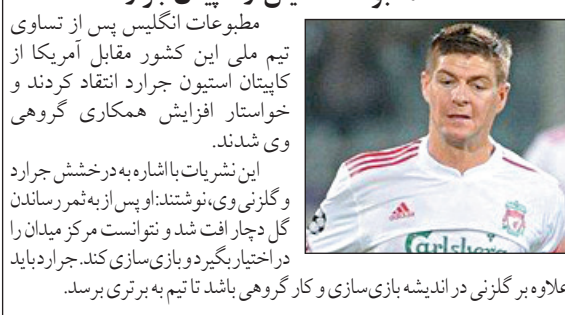 مطبوعات انگلیس پس از تساوی
تیم ملی این کشور مقابل آمریکا از
کاپیتان استیون جرارد انتقاد کردند و
خواستار افزایش همکاری گروهی
وی شدند.
این نشریات با اشاره به درخشش جرارد
و گلزنی وی، نوشتند: او پس از به ثمر رساندن
گل دچار افت شد و نتوانست مرکز میدان را
در اختیار بگیرد و بازی سازی کند. جرارد باید
علاوه بر گلزنی در اندیشه بازی سازی و کار گروهی باشد تا تیم به برتری برسد.
Carlsberg